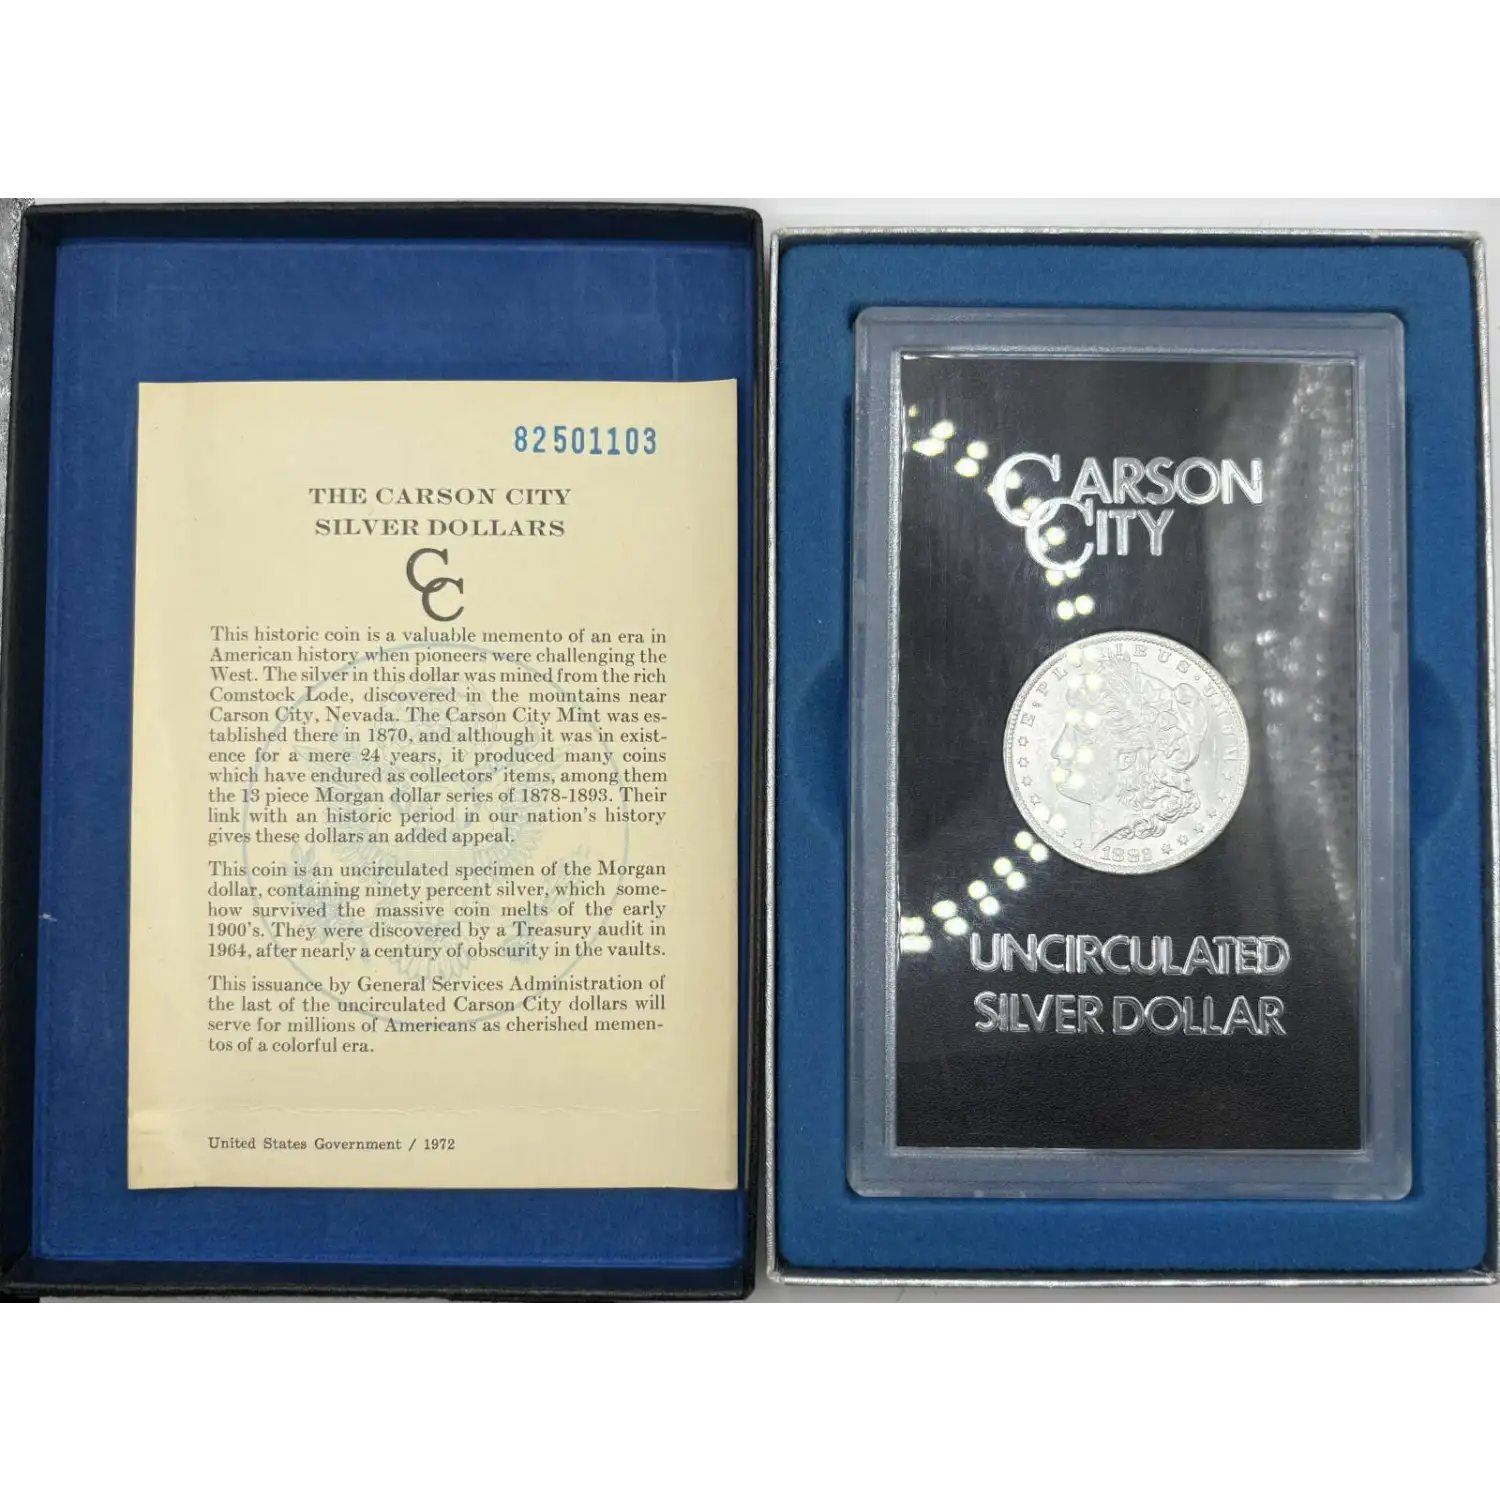 82501103
THE CARSON CITY
SILVER DOLLARS
CC
This historic coin is a valuable memento of an era in
American history when pioneers were challenging the
West. The silver in this dollar was mined from the rich
Comstock Lode, discovered in the mountains near
Carson City, Nevada. The Carson City Mint was es-
tablished there in 1870, and although it was in exist-
ence for a mere 24 years, it produced many coins
which have endured as collectors' items, among them
the 13 piece Morgan dollar series of 1878-1893. Their
link with an historic period in our nation's history
gives these dollars an added appeal.
This coin is an uncirculated specimen of the Morgan
dollar, containing ninety percent silver, which some-
how survived the massive coin melts of the early
1900's. They were discovered by a Treasury audit in
1964, after nearly a century of obscurity in the vaults.
This issuance by General Services Administration of
the last of the uncirculated Carson City dollars will
serve for millions of Americans as cherished memen-
tos of a colorful era.
United States Government / 1972
CARSON
CITY
E·PLURIBUS·UNUM
1882
UNCIRCULATED
SILVER DOLLAR